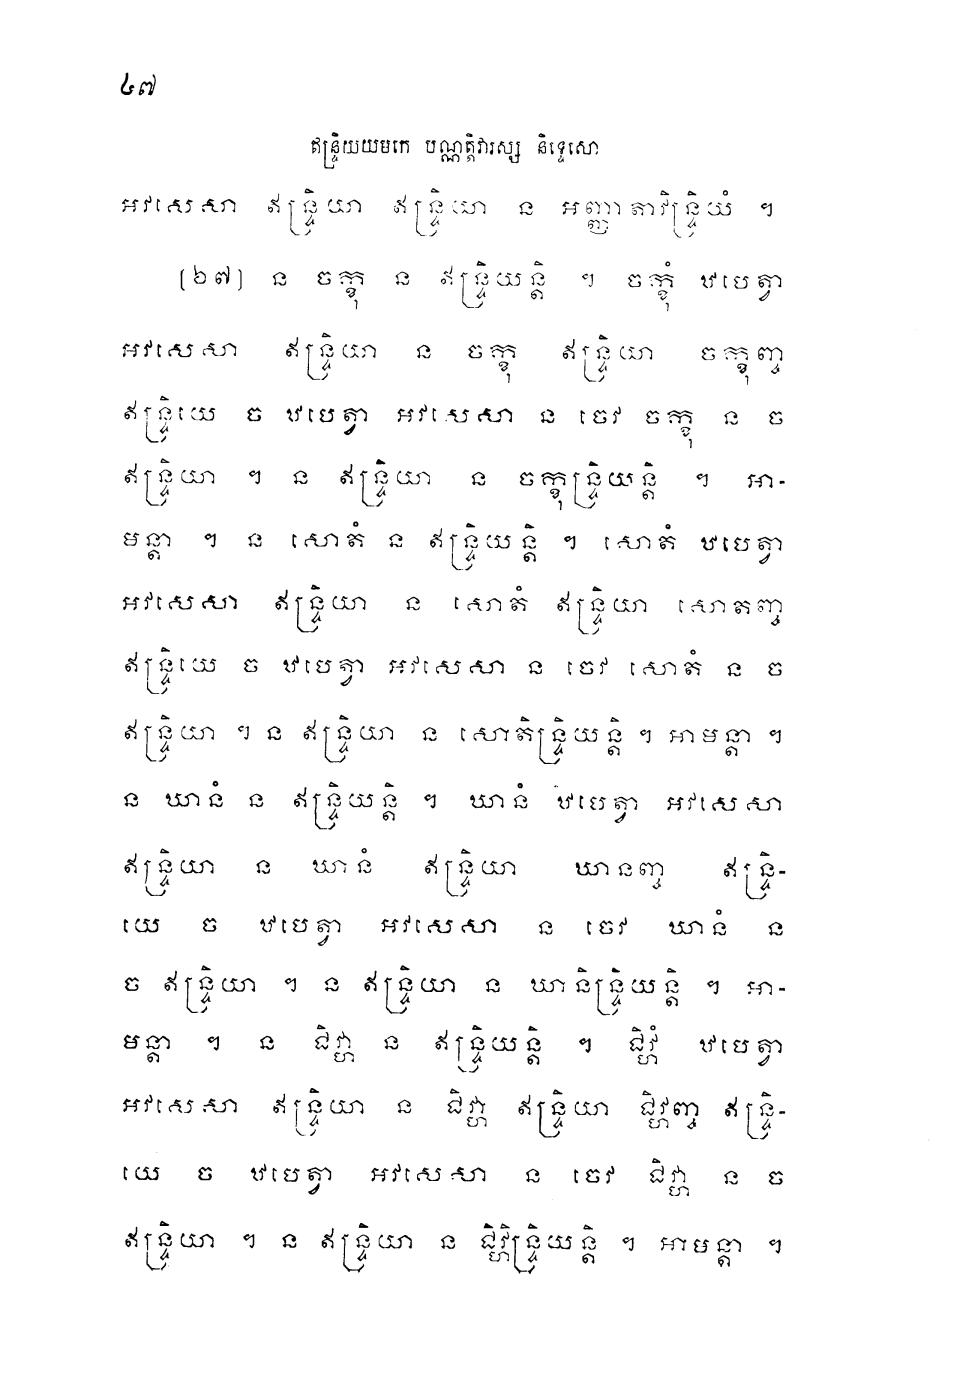 ៤៧
ឥន្ទ្រិយយមកេ បណ្ណត្តិវារស្ស និទ្ទេសោ
អវសេសា ឥន្ទ្រិយា ឥន្ទ្រិយា ន អញ្ញាតាវិន្ទ្រិយំ ។
[៦៧] ន ចក្ខុ ន ឥន្ទ្រិយន្តិ ។ ចក្ខុំ ឋបេត្វា
អវសេសា ឥន្ទ្រិយា ន ចក្ខុ ឥន្ទ្រិយា ចក្ខុញ្ច
ឥន្ទ្រិយេ ច ឋបេត្វា អវសេសា ន ចេវ ចក្ខុ ន ច
ឥន្ទ្រិយា ។ ន ឥន្ទ្រិយា ន ចក្ខុន្ទ្រិយន្តិ ។ អា-
មន្តា ។ ន សោតំ ន ឥន្ទ្រិយន្តិ ។ សោតំ ឋបេត្វា
អវសេសា ឥន្ទ្រិយា ន សោតំ ឥន្ទ្រិយា សោតញ្ច
ឥន្ទ្រិយេ ច ឋបេត្វា អវសេសា ន ចេវ សោតំ ន ច
ឥន្ទ្រិយា ។ ន ឥន្ទ្រិយា ន សោតិន្ទ្រិយន្តិ ។ អាមន្តា ។
ន ឃានំ ន ឥន្ទ្រិយន្តិ ។ ឃានំ ឋបេត្វា អវសេសា
ឥន្ទ្រិយា ន ឃានំ ឥន្ទ្រិយា ឃានញ្ច ឥន្ទ្រិ-
យេ ច ឋបេត្វា អវសេសា ន ចេវ ឃានំ ន
ច ឥន្ទ្រិយា ។ ន ឥន្ទ្រិយា ន ឃានិន្ទ្រិយន្តិ ។ អា-
មន្តា ។ ន ជិវ្ហា ន ឥន្ទ្រិយន្តិ ។ ជិវ្ហំ ឋបេត្វា
អវសេសា ឥន្ទ្រិយា ន ជិវ្ហា ឥន្ទ្រិយា ជិវ្ហញ្ច ឥន្ទ្រិ-
យេ ច ឋបេត្វា អវសេសា ន ចេវ ជិវ្ហា ន ច
ឥន្ទ្រិយា ។ ន ឥន្ទ្រិយា ន ជិវ្ហិន្ទ្រិយន្តិ ។ អាមន្តា ។